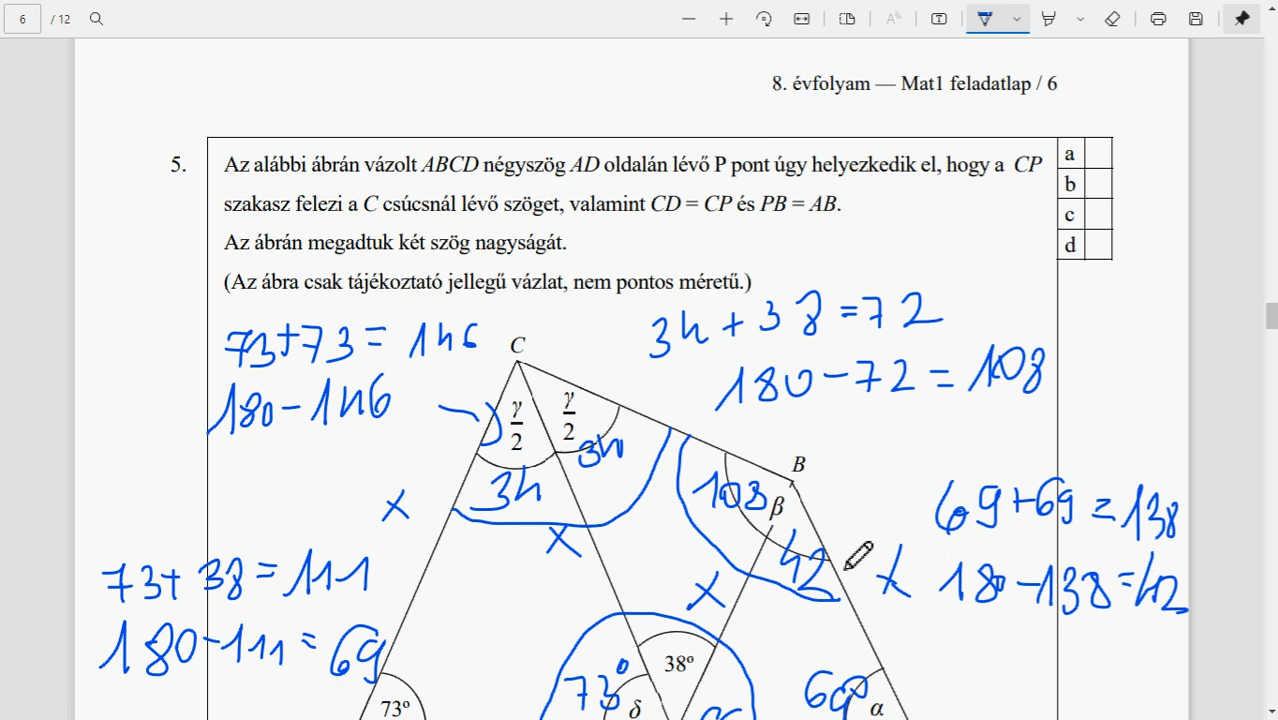 6 / 12
8. évfolyam — Mat1 feladatlap / 6
5. Az alábbi ábrán vázolt ABCD négyszög AD oldalán lévő P pont úgy helyezkedik el, hogy a CP
szakasz felezi a C csúcsnál lévő szöget, valamint CD = CP és PB = AB.
Az ábrán megadtuk két szög nagyságát.
(Az ábra csak tájékoztató jellegű vázlat, nem pontos méretű.)
a
b
c
d
34 + 38 = 72
73+73 = 146
C
180 - 72 = 108
180 - 146
γ/2 γ/2
34
B
34
108
β
x
69+69 = 138
x
42
x
x
180 - 138 = 42
73 + 38 = 111
180 - 111 = 69
38°
73°
δ
69°
α
73°